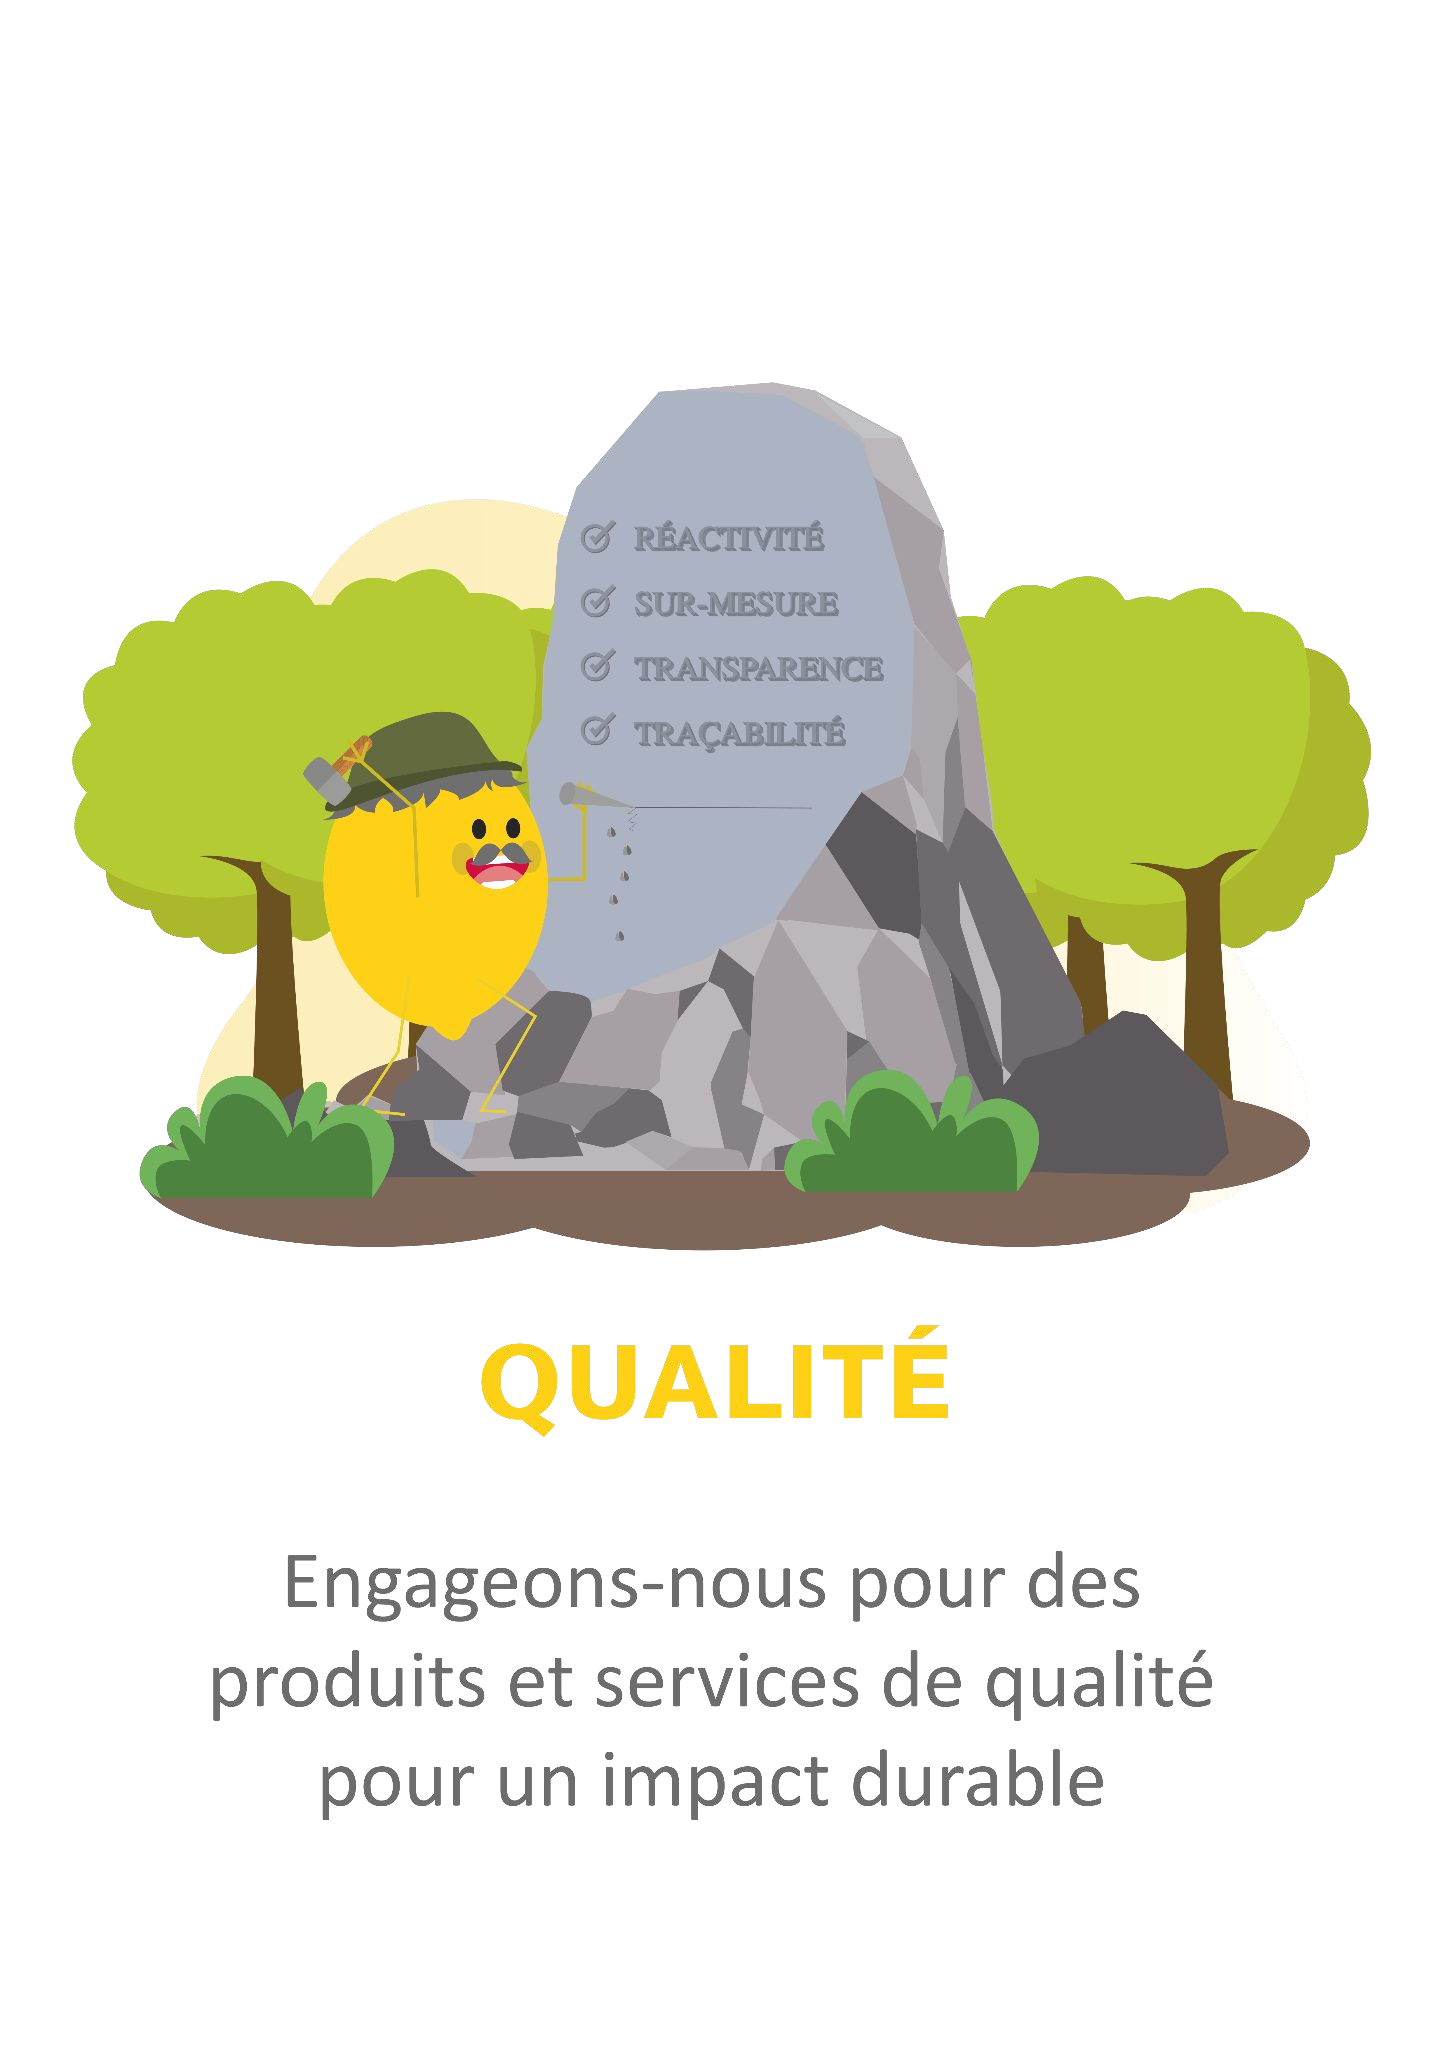 RÉACTIVITÉ
SUR-MESURE
TRANSPARENCE
TRAÇABILITÉ
QUALITÉ
Engageons-nous pour des
produits et services de qualité
pour un impact durable